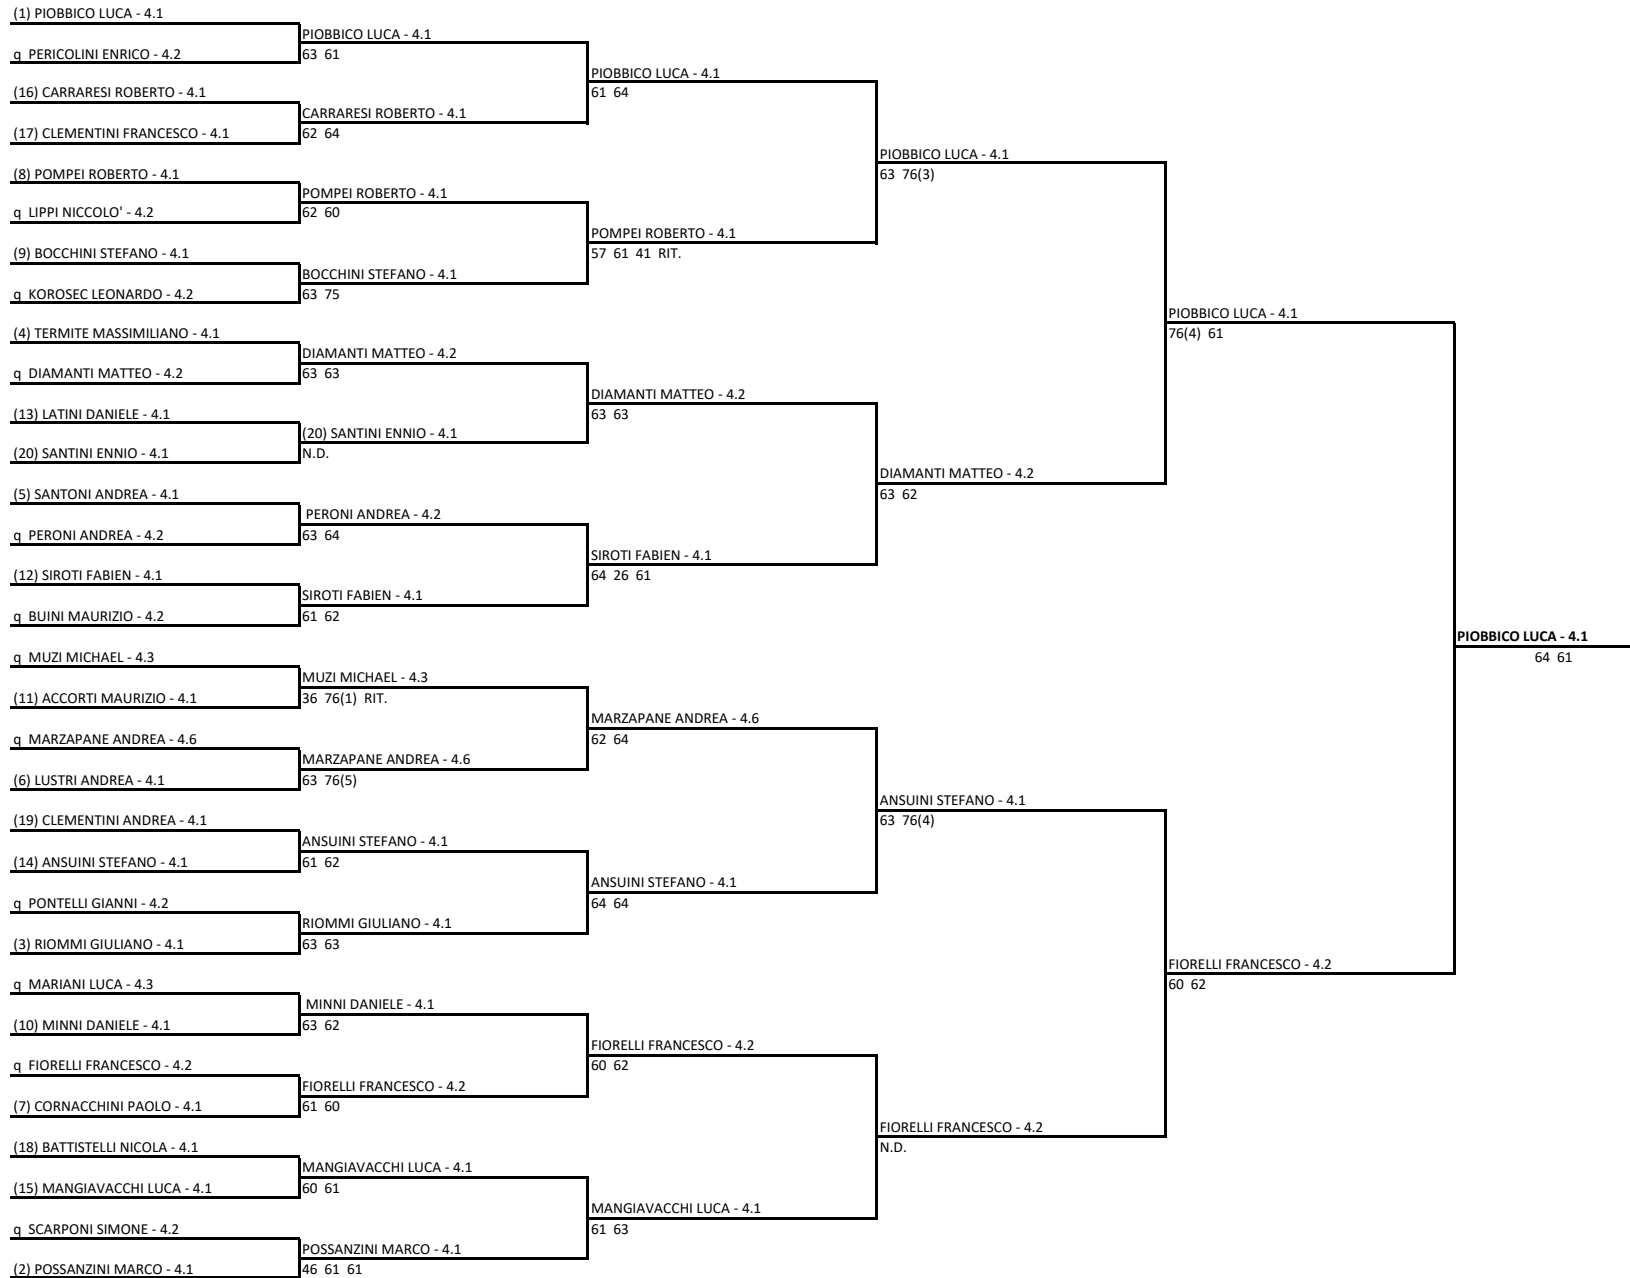 (1) PIOBBICO LUCA - 4.1
q  PERICOLINI ENRICO - 4.2
(16) CARRARESI ROBERTO - 4.1
(17) CLEMENTINI FRANCESCO - 4.1
(8) POMPEI ROBERTO - 4.1
q  LIPPI NICCOLO' - 4.2
(9) BOCCHINI STEFANO - 4.1
q  KOROSEC LEONARDO - 4.2
(4) TERMITE MASSIMILIANO - 4.1
q  DIAMANTI MATTEO - 4.2
(13) LATINI DANIELE - 4.1
(20) SANTINI ENNIO - 4.1
(5) SANTONI ANDREA - 4.1
q  PERONI ANDREA - 4.2
(12) SIROTI FABIEN - 4.1
q  BUINI MAURIZIO - 4.2
q  MUZI MICHAEL - 4.3
(11) ACCORTI MAURIZIO - 4.1
q  MARZAPANE ANDREA - 4.6
(6) LUSTRI ANDREA - 4.1
(19) CLEMENTINI ANDREA - 4.1
(14) ANSUINI STEFANO - 4.1
q  PONTELLI GIANNI - 4.2
(3) RIOMMI GIULIANO - 4.1
q  MARIANI LUCA - 4.3
(10) MINNI DANIELE - 4.1
q  FIORELLI FRANCESCO - 4.2
(7) CORNACCHINI PAOLO - 4.1
(18) BATTISTELLI NICOLA - 4.1
(15) MANGIAVACCHI LUCA - 4.1
q  SCARPONI SIMONE - 4.2
(2) POSSANZINI MARCO - 4.1
PIOBBICO LUCA - 4.1
63  61
CARRARESI ROBERTO - 4.1
62  64
POMPEI ROBERTO - 4.1
62  60
BOCCHINI STEFANO - 4.1
63  75
DIAMANTI MATTEO - 4.2
63  63
(20) SANTINI ENNIO - 4.1
N.D.
PERONI ANDREA - 4.2
63  64
SIROTI FABIEN - 4.1
61  62
MUZI MICHAEL - 4.3
36  76(1)  RIT.
MARZAPANE ANDREA - 4.6
63  76(5)
ANSUINI STEFANO - 4.1
61  62
RIOMMI GIULIANO - 4.1
63  63
MINNI DANIELE - 4.1
63  62
FIORELLI FRANCESCO - 4.2
61  60
MANGIAVACCHI LUCA - 4.1
60  61
POSSANZINI MARCO - 4.1
46  61  61
PIOBBICO LUCA - 4.1
61  64
POMPEI ROBERTO - 4.1
57  61  41  RIT.
DIAMANTI MATTEO - 4.2
63  63
SIROTI FABIEN - 4.1
64  26  61
MARZAPANE ANDREA - 4.6
62  64
ANSUINI STEFANO - 4.1
64  64
FIORELLI FRANCESCO - 4.2
60  62
MANGIAVACCHI LUCA - 4.1
61  63
PIOBBICO LUCA - 4.1
63  76(3)
DIAMANTI MATTEO - 4.2
63  62
ANSUINI STEFANO - 4.1
63  76(4)
FIORELLI FRANCESCO - 4.2
N.D.
PIOBBICO LUCA - 4.1
76(4)  61
FIORELLI FRANCESCO - 4.2
60  62
PIOBBICO LUCA - 4.1
64  61